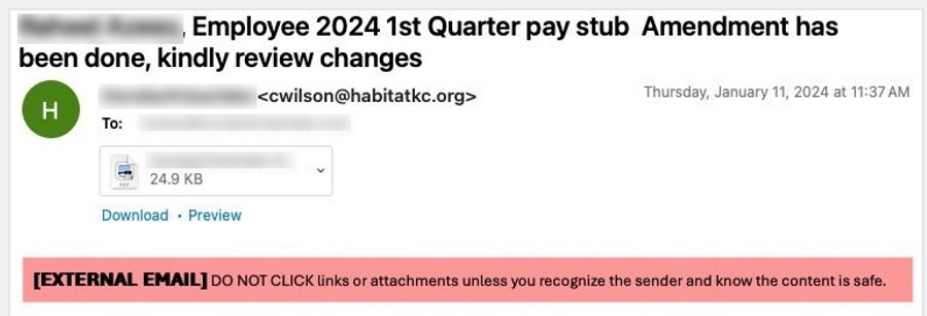 , Employee 2024 1st Quarter pay stub Amendment has
been done, kindly review changes
H
<cwilson@habitatkc.org>
Thursday, January 11, 2024 at 11:37 AM
To:
PDF
24.9 KB
Download • Preview
[EXTERNAL EMAIL] DO NOT CLICK links or attachments unless you recognize the sender and know the content is safe.